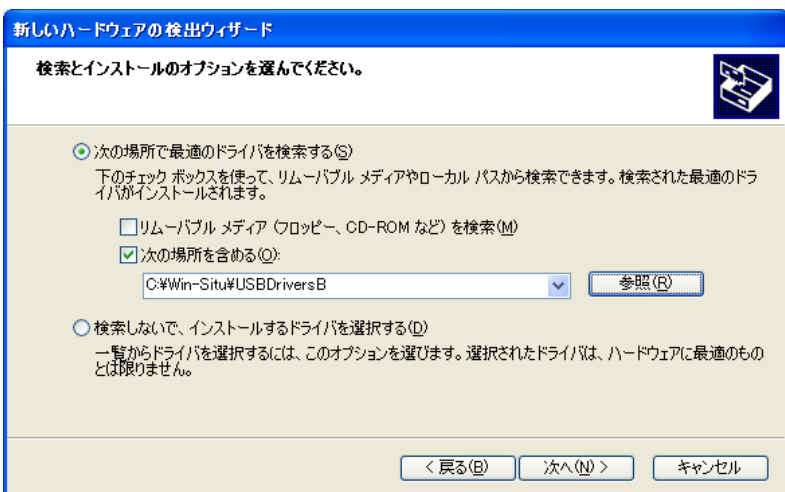 新しいハードウェアの検出ウィザード
検索とインストールのオプションを選んでください。
次の場所で最適のドライバを検索する(S)
下のチェック ボックスを使って、リムーバブル メディアやローカル パスから検索できます。検索された最適のドラ
イバがインストールされます。
リムーバブル メディア (フロッピー、CD-ROM など) を検索(M)
次の場所を含める(O):
C:¥Win-Situ¥USBDriversB
参照(R)
検索しないで、インストールするドライバを選択する(D)
一覧からドライバを選択するには、このオプションを選びます。選択されたドライバは、ハードウェアに最適のもの
とは限りません。
< 戻る(B)
次へ(N) >
キャンセル